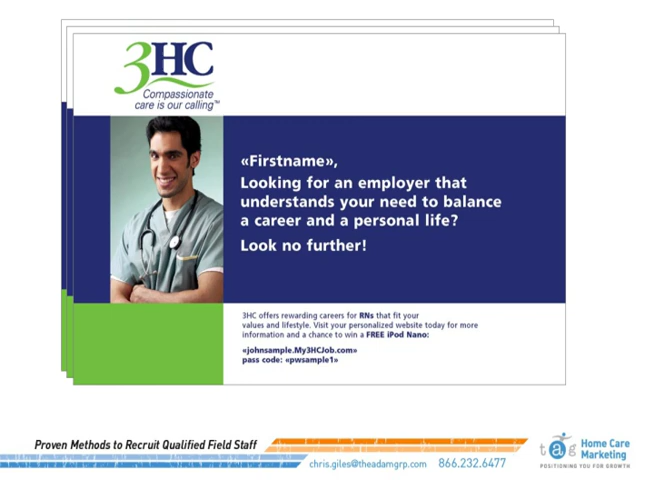 3HC
Compassionate
care is our calling™
«Firstname»,
Looking for an employer that
understands your need to balance
a career and a personal life?
Look no further!
3HC offers rewarding careers for RNs that fit your
values and lifestyle. Visit your personalized website today for more
information and a chance to win a FREE iPod Nano:
«johnsample.My3HCJob.com»
pass code: «pwsample1»
Proven Methods to Recruit Qualified Field Staff
chris.giles@theadamgrp.com 866.232.6477
tag Home Care
Marketing
POSITIONING YOU FOR GROWTH